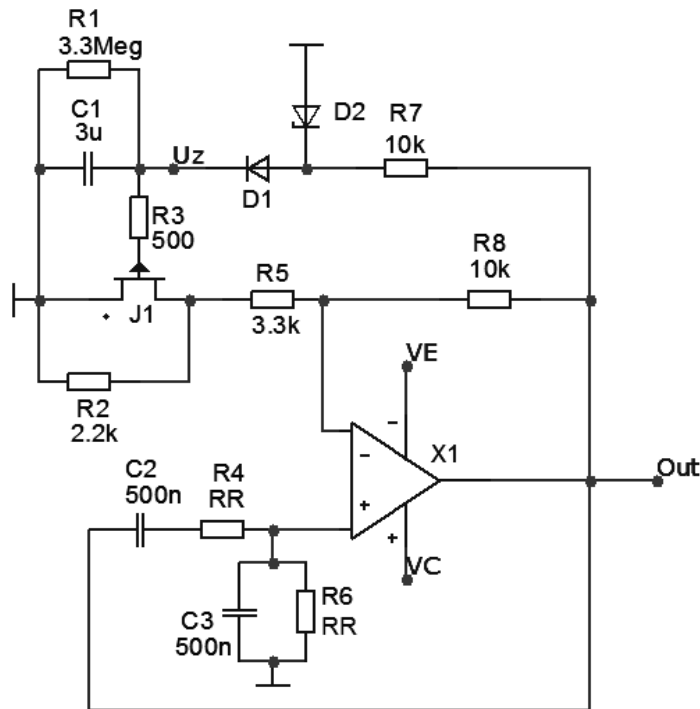 R1
3.3Meg
C1
3u
Uz
D2
R7
10k
D1
R3
500
R8
10k
R5
3.3k
J1
VE
R2
2.2k
-
-
X1
Out
C2
500n
R4
RR
+
+
VC
R6
RR
C3
500n